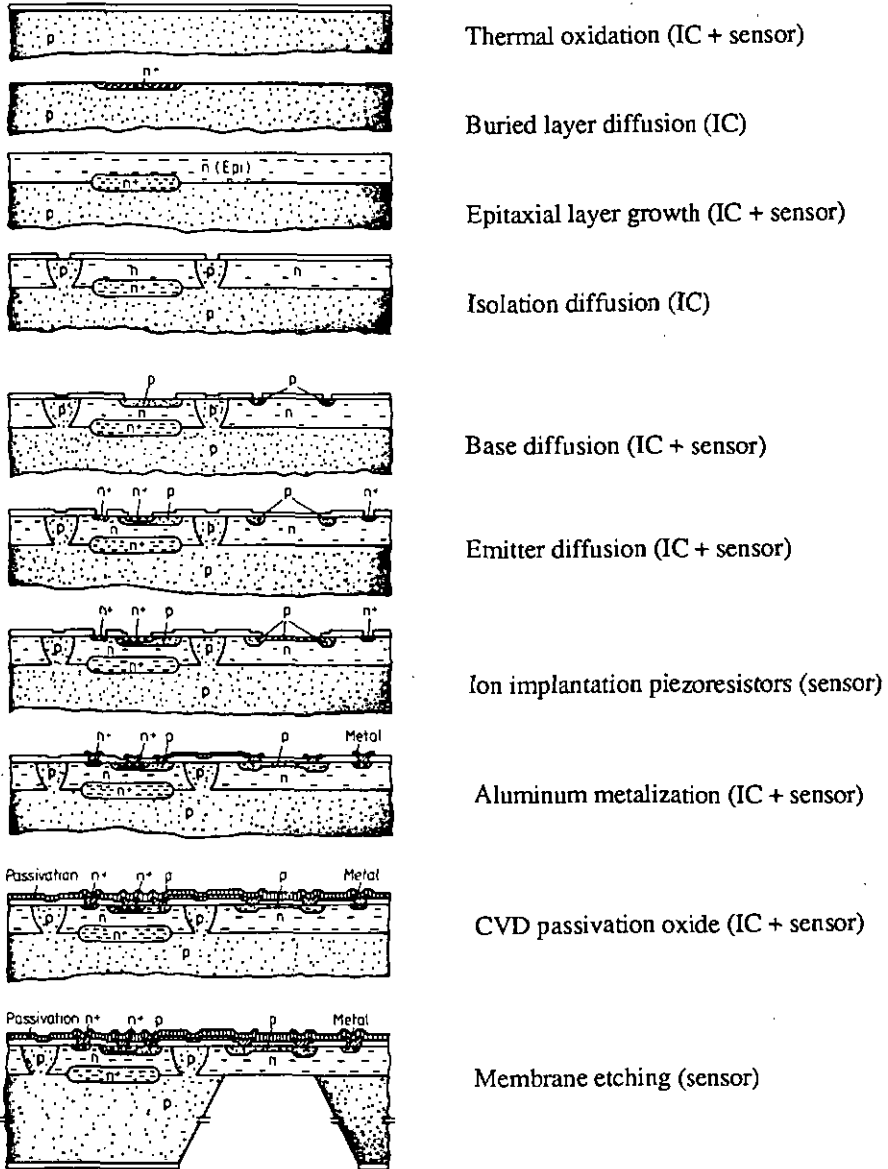 p
Thermal oxidation (IC + sensor)
n+
p
Buried layer diffusion (IC)
n (Epi)
n+
p
Epitaxial layer growth (IC + sensor)
p n p n
n+
p
Isolation diffusion (IC)
p p
p n p n
n+
p
Base diffusion (IC + sensor)
n+ n+ p p n+
p n p n
n+
p
Emitter diffusion (IC + sensor)
n+ n+ p p n+
p n p n
n+
p
Ion implantation piezoresistors (sensor)
n+ n+ p p Metal
p n p n
n+
p
Aluminum metalization (IC + sensor)
Passivation n+ n+ p p Metal
p n p n
n+
p
CVD passivation oxide (IC + sensor)
Passivation n+ n+ p p Metal
p n p n
n+
p
Membrane etching (sensor)